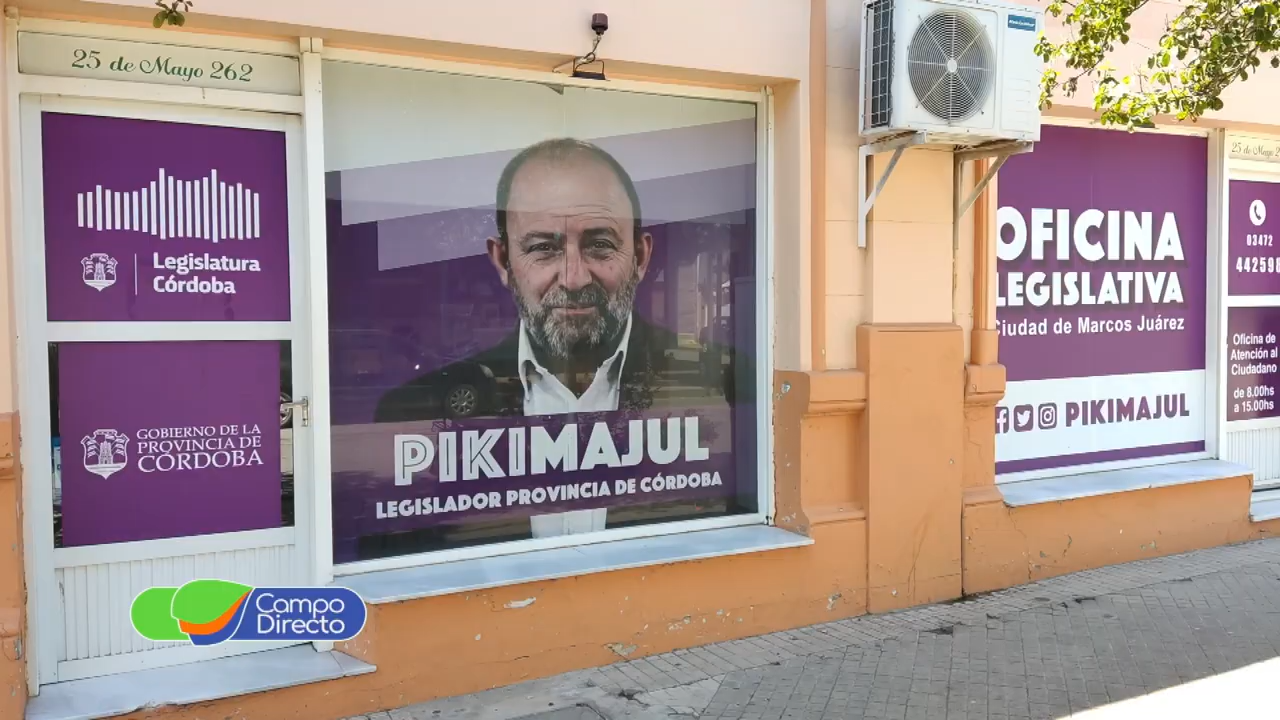 25 de Mayo 262
Legislatura
Córdoba
GOBIERNO DE LA
PROVINCIA DE
CÓRDOBA
PIKIMAJUL
LEGISLADOR PROVINCIA DE CÓRDOBA
OFICINA
LEGISLATIVA
Ciudad de Marcos Juárez
PIKIMAJUL
25 de Mayo 2
03472
442598
Oficina de
Atención al
Ciudadano
de 8.00hs
a 15.00hs
Campo
Directo